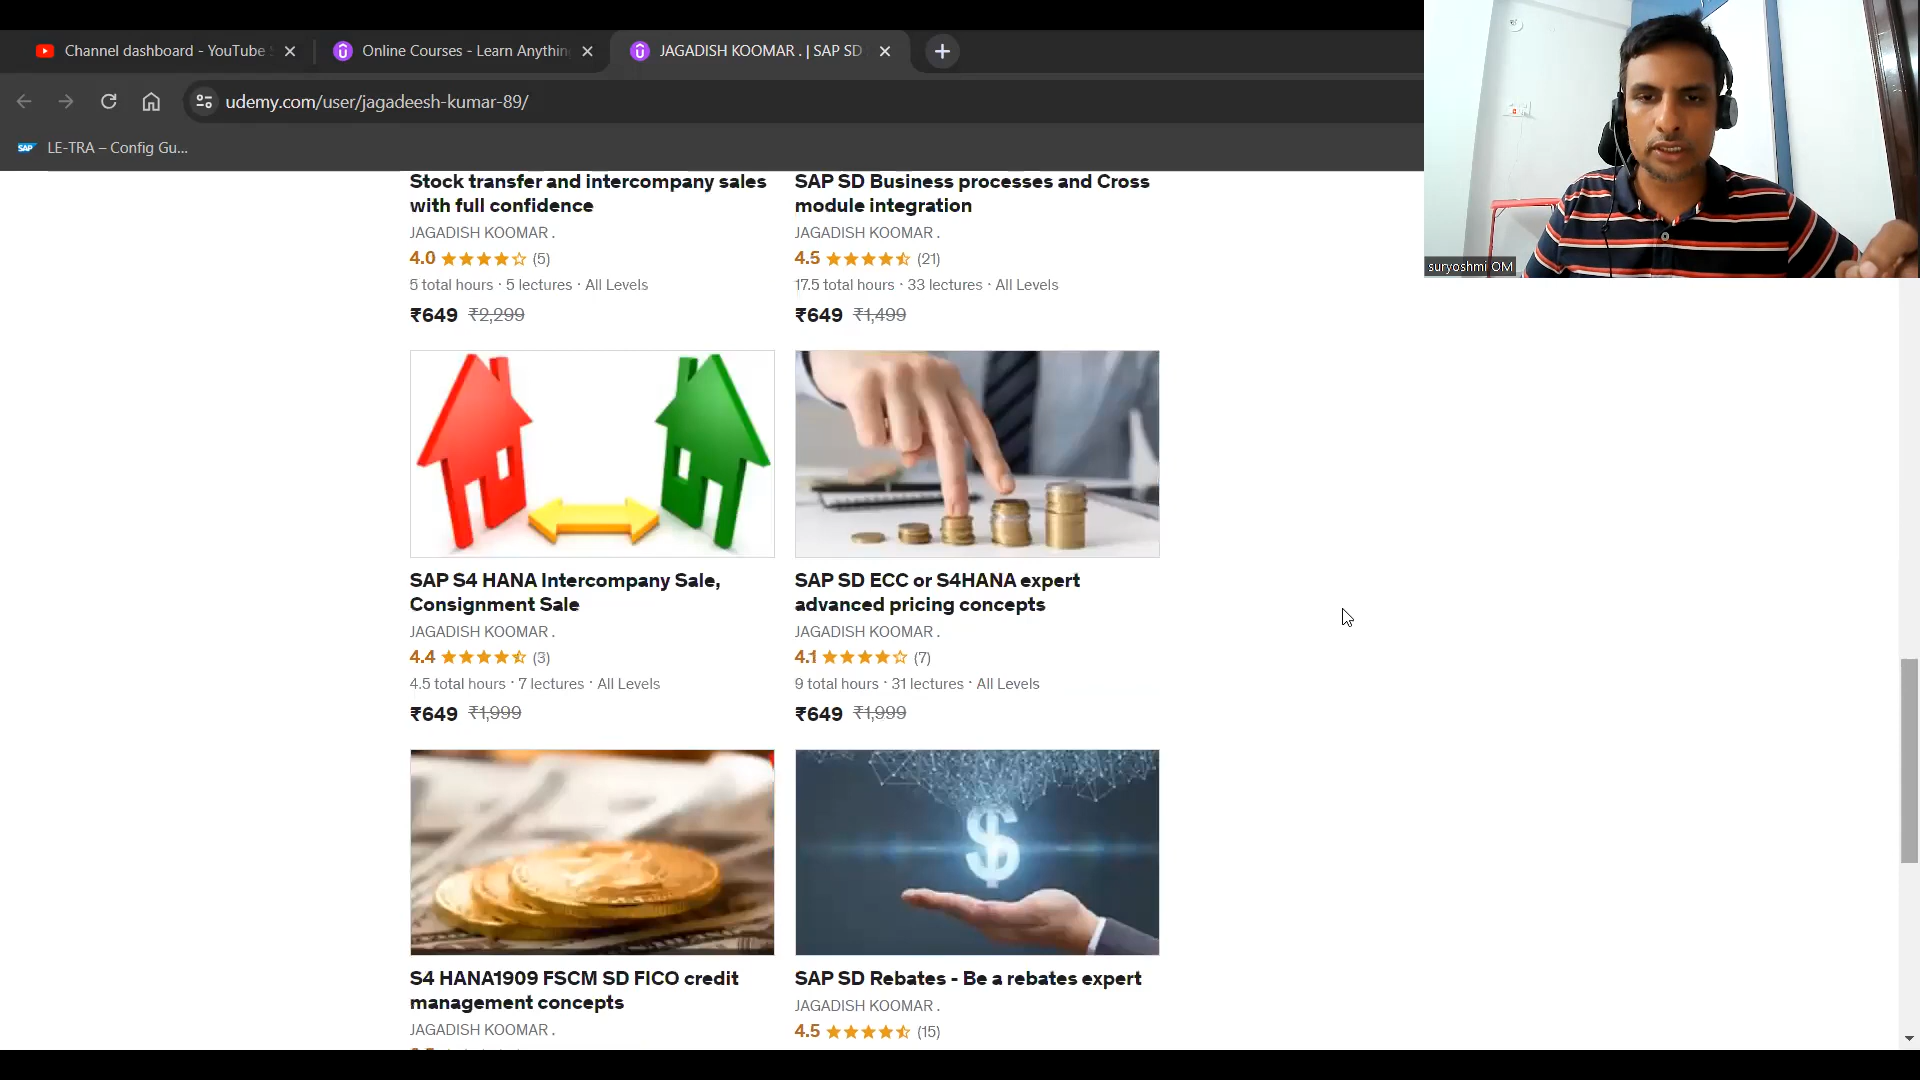 Channel dashboard - YouTube
Online Courses - Learn Anythin
JAGADISH KOOMAR . | SAP SD
udemy.com/user/jagadeesh-kumar-89/
SAP
LE-TRA – Config Gu...
suryoshmi OM
Stock transfer and intercompany sales
with full confidence
JAGADISH KOOMAR .
4.0 (5)
5 total hours · 5 lectures · All Levels
₹649 ₹2,299
SAP SD Business processes and Cross
module integration
JAGADISH KOOMAR .
4.5 (21)
17.5 total hours · 33 lectures · All Levels
₹649 ₹1,499
SAP S4 HANA Intercompany Sale,
Consignment Sale
JAGADISH KOOMAR .
4.4 (3)
4.5 total hours · 7 lectures · All Levels
₹649 ₹1,999
SAP SD ECC or S4HANA expert
advanced pricing concepts
JAGADISH KOOMAR .
4.1 (7)
9 total hours · 31 lectures · All Levels
₹649 ₹1,999
$
S4 HANA1909 FSCM SD FICO credit
management concepts
JAGADISH KOOMAR .
SAP SD Rebates - Be a rebates expert
JAGADISH KOOMAR .
4.5 (15)